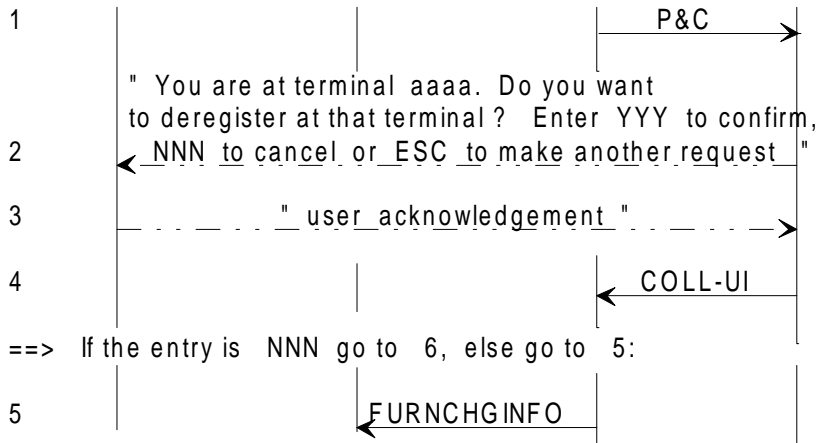 1 P&C
" You are at terminal aaaa. Do you want
to deregister at that terminal ? Enter YYY to confirm,
2 NNN to cancel or ESC to make another request "
3 " user acknowledgement "
4 COLL-UI
==> If the entry is NNN go to 6, else go to 5:
5 FURNCHGINFO